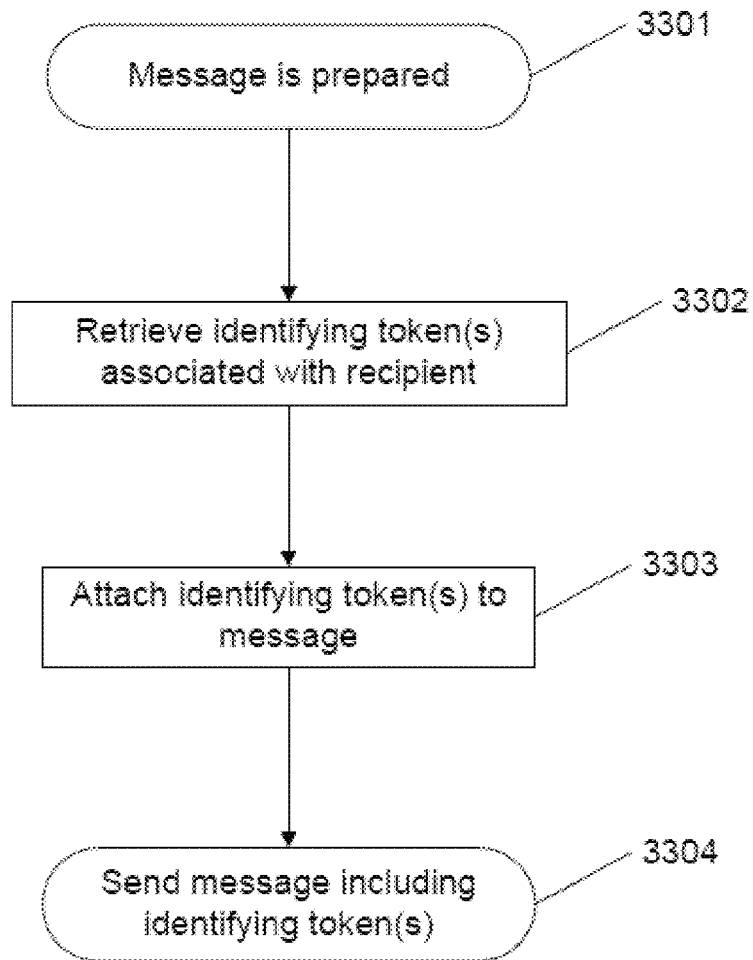 3301
Message is prepared
3302
Retrieve identifying token(s)
associated with recipient
3303
Attach identifying token(s) to
message
3304
Send message including
identifying token(s)